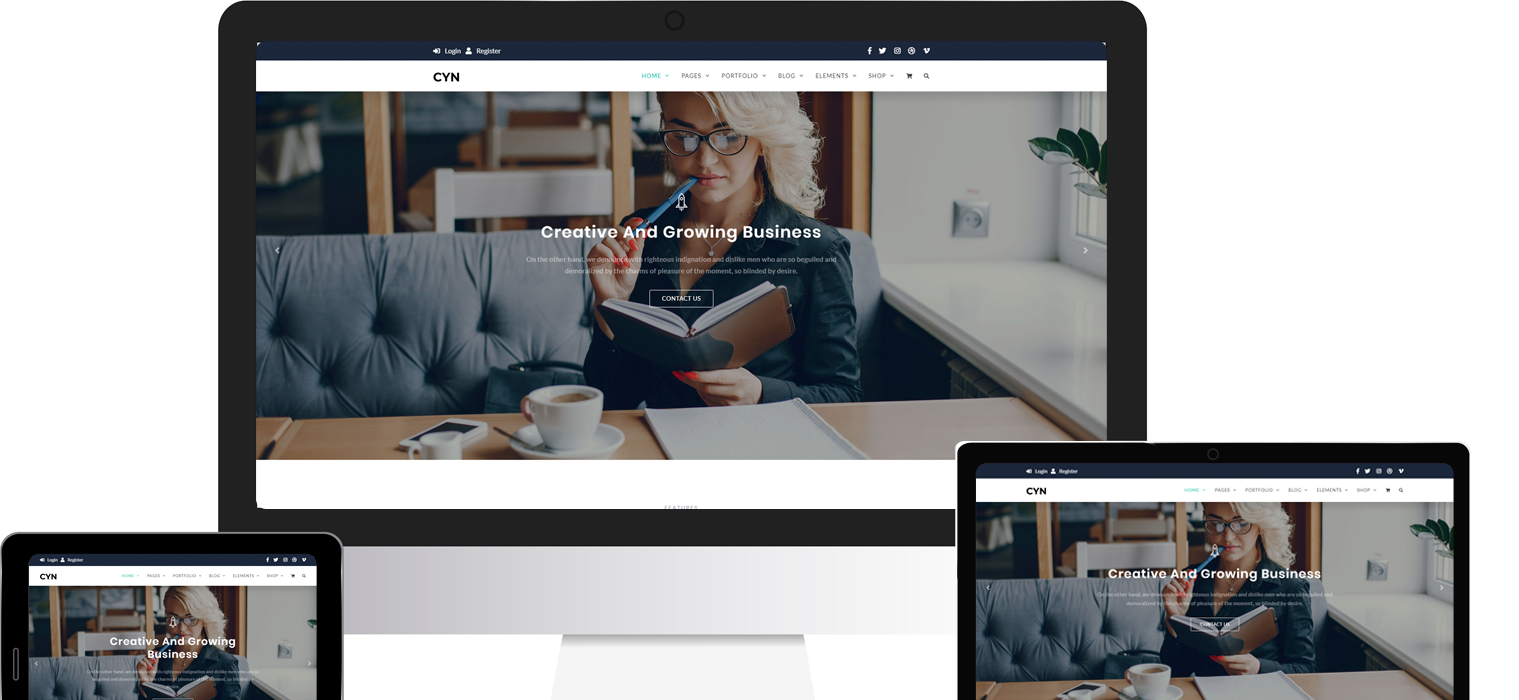 Login Register
CYN
HOME PAGES PORTFOLIO BLOG ELEMENTS SHOP
Creative And Growing Business
On the other hand, we denounce with righteous indignation and dislike men who are so beguiled and
demoralized by the charms of pleasure of the moment, so blinded by desire.
CONTACT US
FEATURES
Login Register
CYN
HOME PAGES PORTFOLIO BLOG ELEMENTS SHOP
Creative And Growing Business
On the other hand, we denounce with righteous indignation and dislike men who are so beguiled and
demoralized by the charms of pleasure of the moment, so blinded by desire.
CONTACT US
Login Register
CYN
HOME PAGES PORTFOLIO BLOG ELEMENTS SHOP
Creative And Growing
Business